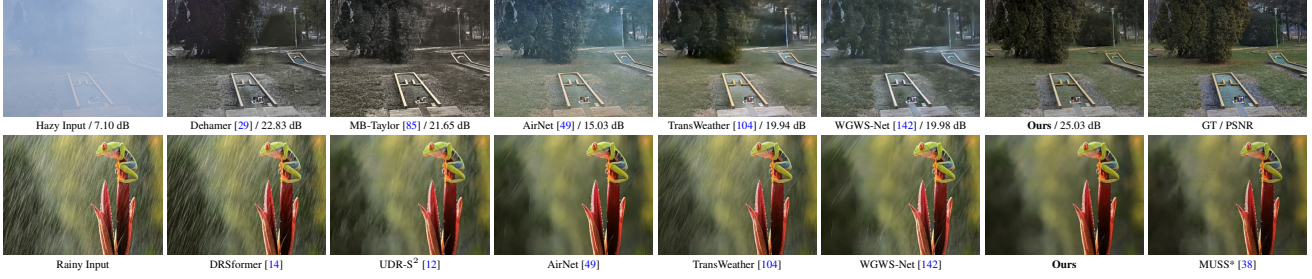 Hazy Input / 7.10 dB Dehamer [29] / 22.83 dB MB-Taylor [85] / 21.65 dB AirNet [49] / 15.03 dB TransWeather [104] / 19.94 dB WGWS-Net [142] / 19.98 dB Ours / 25.03 dB GT / PSNR
Rainy Input DRSformer [14] UDR-S² [12] AirNet [49] TransWeather [104] WGWS-Net [142] Ours MUSS* [38]